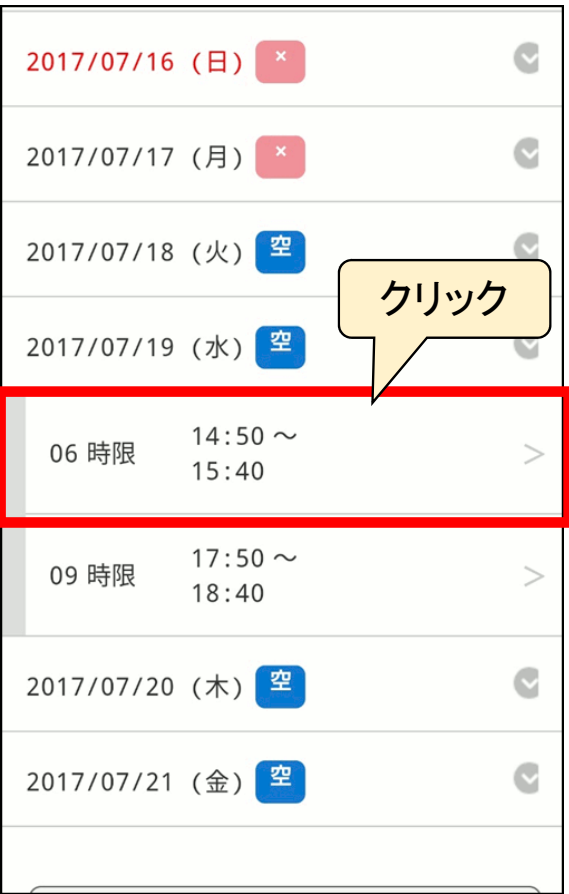 2017/07/16 (日) ×
2017/07/17 (月) ×
2017/07/18 (火) 空
クリック
2017/07/19 (水) 空
06 時限 14:50 ~
15:40
09 時限 17:50 ~
18:40
2017/07/20 (木) 空
2017/07/21 (金) 空